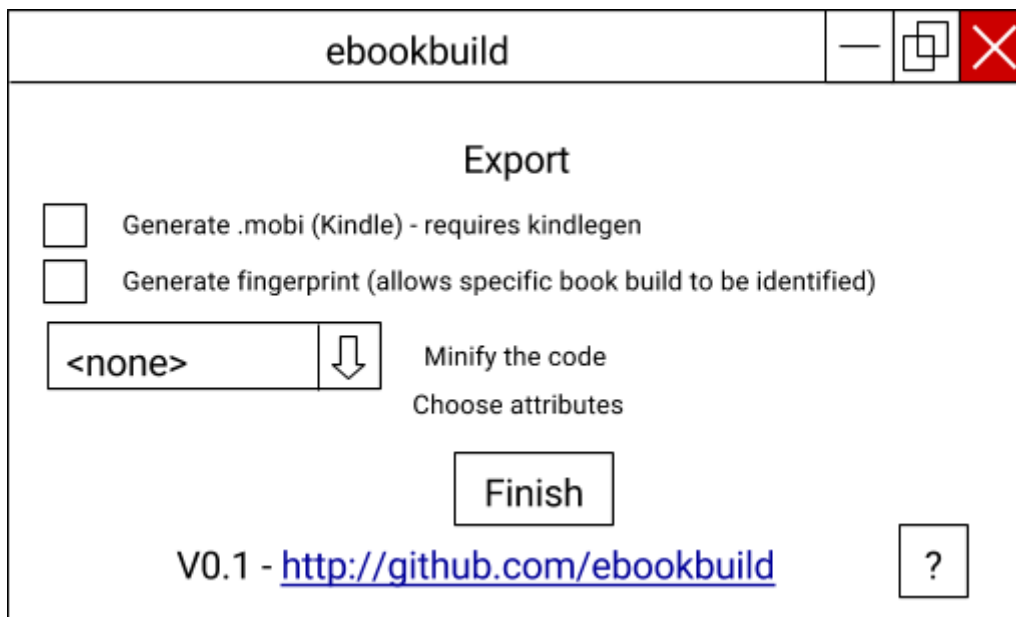 ebookbuild
Export
Generate .mobi (Kindle) - requires kindlegen
Generate fingerprint (allows specific book build to be identified)
<none> Minify the code
Choose attributes
Finish
V0.1 - http://github.com/ebookbuild ?